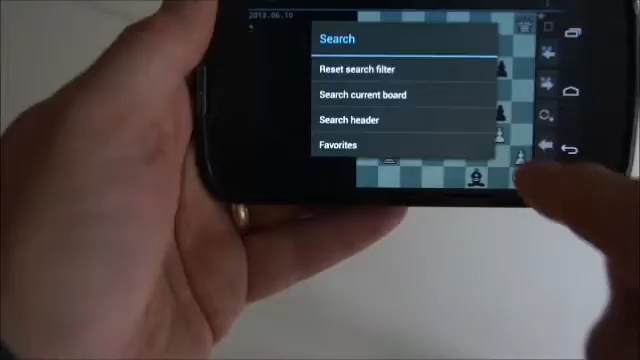 2013.06.10
Search
Reset search filter
Search current board
Search header
Favorites